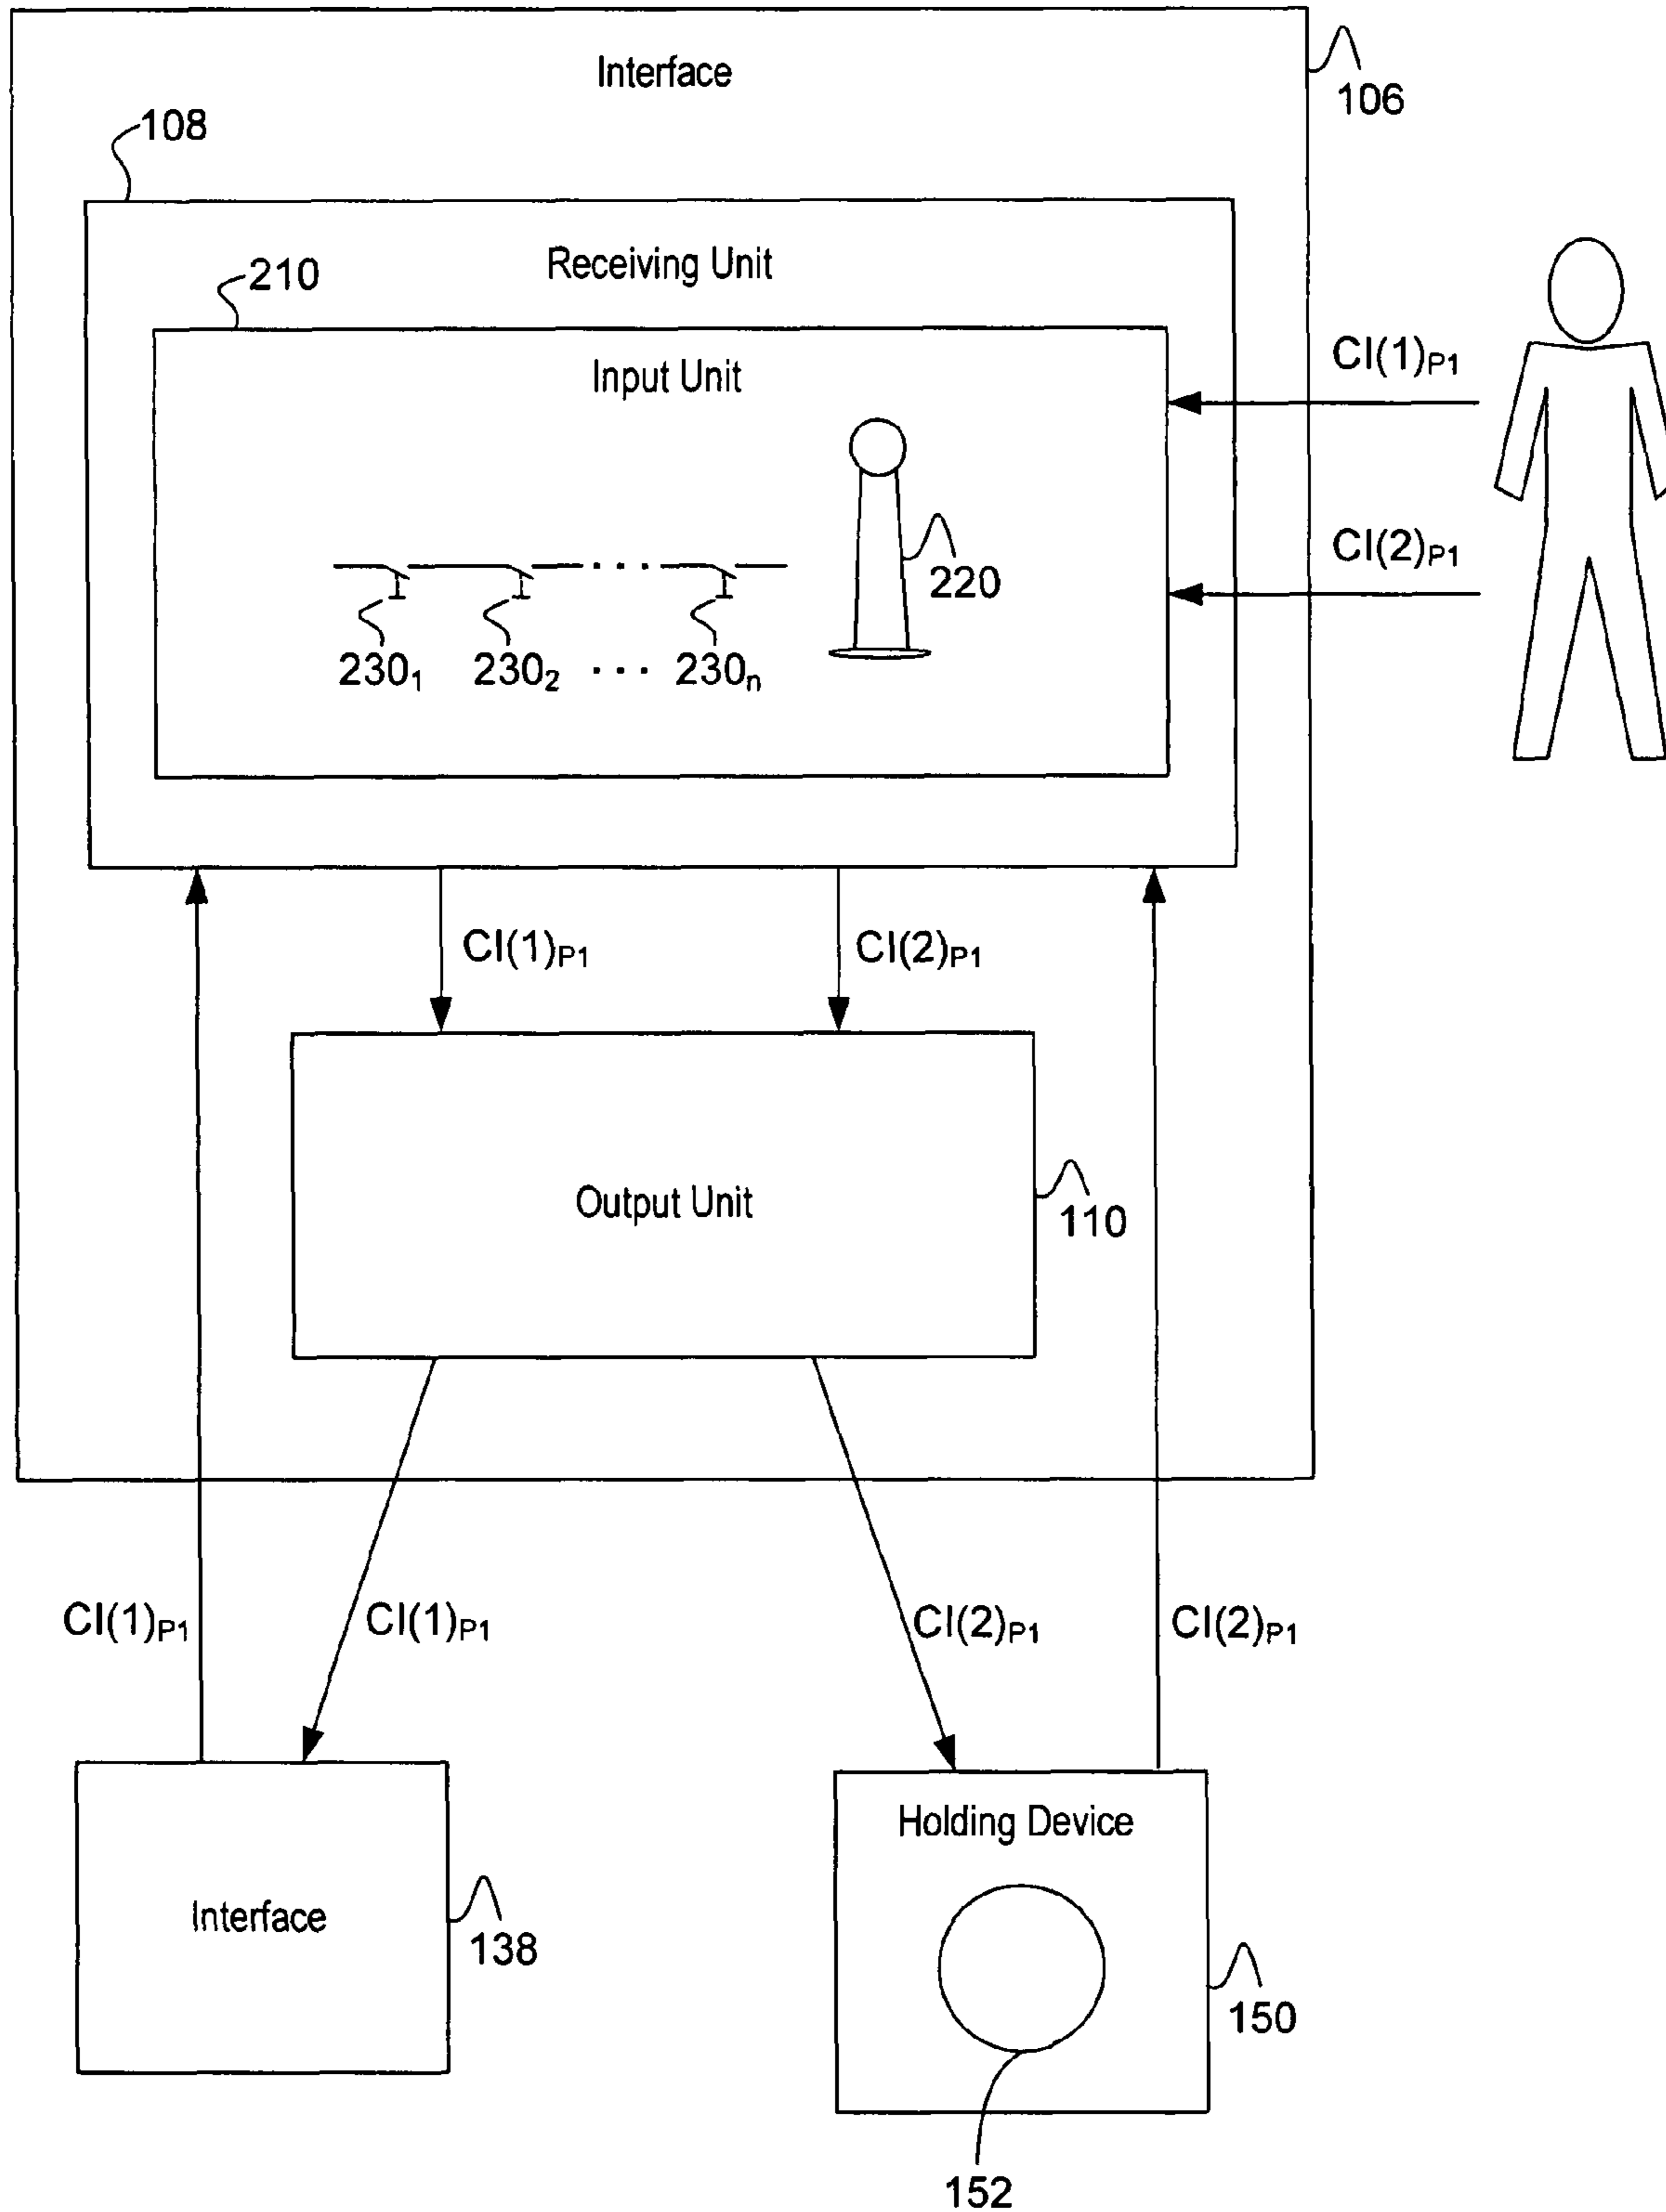 Interface
106
108
Receiving Unit
210
Input Unit
CI(1)P1
CI(2)P1
220
230₁ 230₂ ... 230ₙ
CI(1)P1
CI(2)P1
Output Unit
110
CI(1)P1
CI(1)P1
CI(2)P1
CI(2)P1
Holding Device
Interface
138
150
152